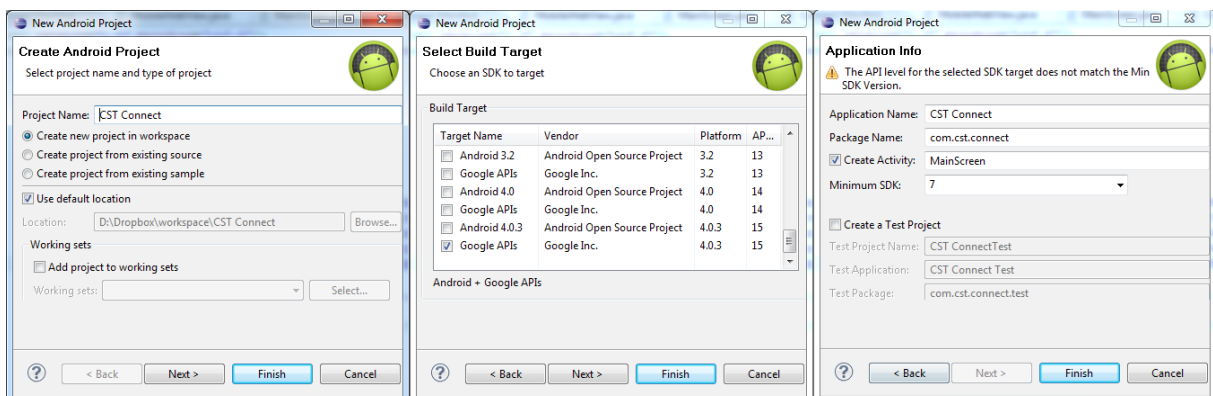 New Android Project
Create Android Project
Select project name and type of project
Project Name: CST Connect
Create new project in workspace
Create project from existing source
Create project from existing sample
Use default location
Location: D:\Dropbox\workspace\CST Connect Browse...
Working sets
Add project to working sets
Working sets: Select...
? < Back Next > Finish Cancel
New Android Project
Select Build Target
Choose an SDK to target
Build Target
Target Name Vendor Platform AP...
Android 3.2 Android Open Source Project 3.2 13
Google APIs Google Inc. 3.2 13
Android 4.0 Android Open Source Project 4.0 14
Google APIs Google Inc. 4.0 14
Android 4.0.3 Android Open Source Project 4.0.3 15
Google APIs Google Inc. 4.0.3 15
Android + Google APIs
? < Back Next > Finish Cancel
New Android Project
Application Info
The API level for the selected SDK target does not match the Min
SDK Version.
Application Name: CST Connect
Package Name: com.cst.connect
Create Activity: MainScreen
Minimum SDK: 7
Create a Test Project
Test Project Name: CST ConnectTest
Test Application: CST Connect Test
Test Package: com.cst.connect.test
? < Back Next > Finish Cancel